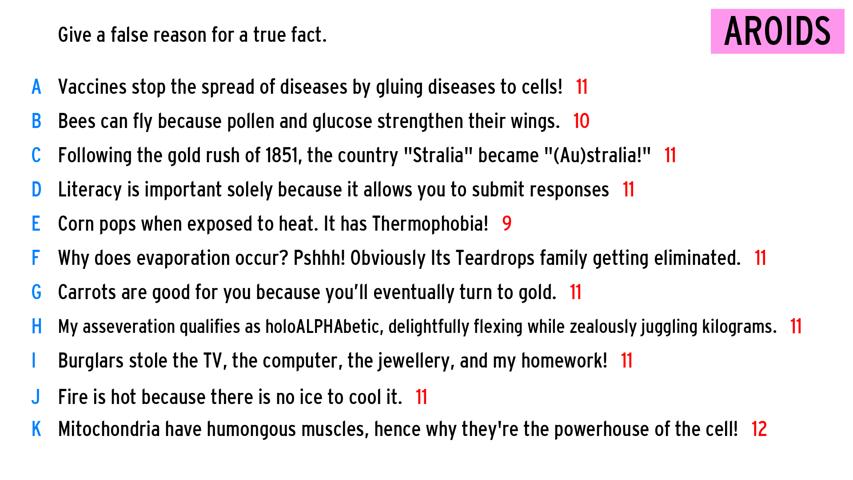 Give a false reason for a true fact.
AROIDS
A Vaccines stop the spread of diseases by gluing diseases to cells! 11
B Bees can fly because pollen and glucose strengthen their wings. 10
C Following the gold rush of 1851, the country "Stralia" became "(Au)stralia!" 11
D Literacy is important solely because it allows you to submit responses 11
E Corn pops when exposed to heat. It has Thermophobia! 9
F Why does evaporation occur? Pshhh! Obviously Its Teardrops family getting eliminated. 11
G Carrots are good for you because you’ll eventually turn to gold. 11
H My asseveration qualifies as holoALPHAbetic, delightfully flexing while zealously juggling kilograms. 11
I Burglars stole the TV, the computer, the jewellery, and my homework! 11
J Fire is hot because there is no ice to cool it. 11
K Mitochondria have humongous muscles, hence why they're the powerhouse of the cell! 12